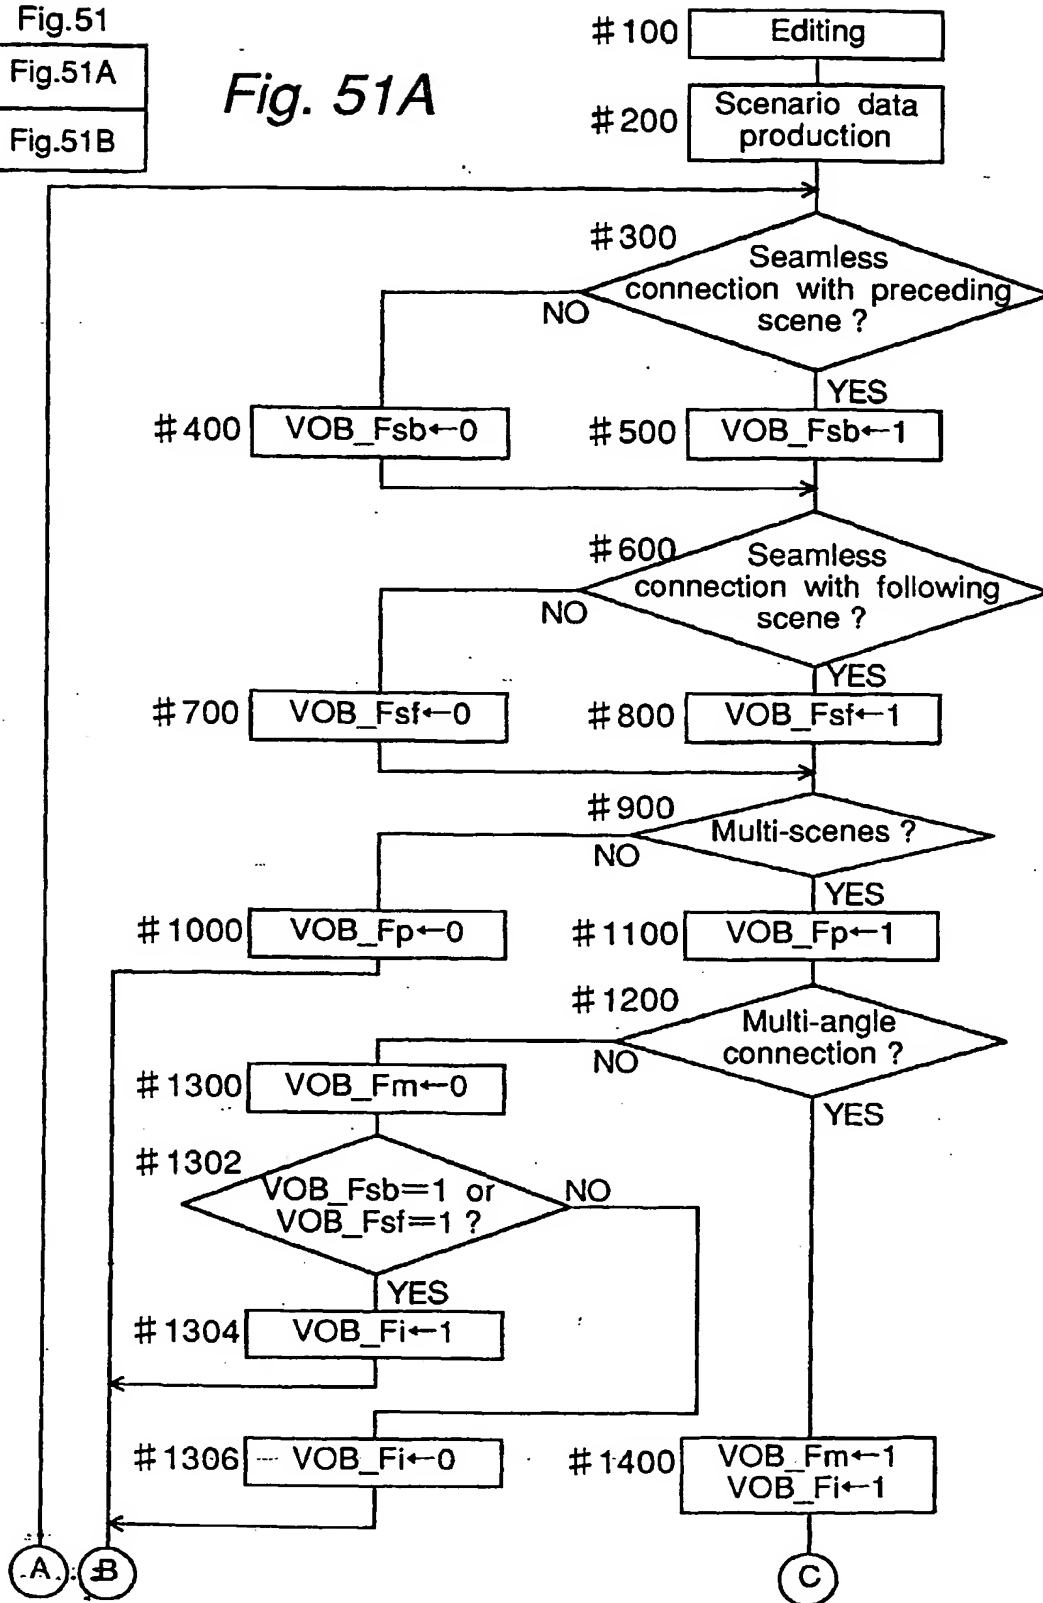 Fig.51
Fig.51A
Fig.51B
Fig. 51A
#100
Editing
#200
Scenario data
production
#300
Seamless
connection with preceding
scene ?
NO
YES
#400
VOB_Fsb←0
#500
VOB_Fsb←1
#600
Seamless
connection with following
scene ?
NO
YES
#700
VOB_Fsf←0
#800
VOB_Fsf←1
#900
Multi-scenes ?
NO
YES
#1000
VOB_Fp←0
#1100
VOB_Fp←1
#1200
Multi-angle
connection ?
NO
YES
#1300
VOB_Fm←0
#1302
VOB_Fsb=1 or
VOB_Fsf=1 ?
NO
YES
#1304
VOB_Fi←1
#1306
VOB_Fi←0
#1400
VOB_Fm←1
VOB_Fi←1
A
B
C